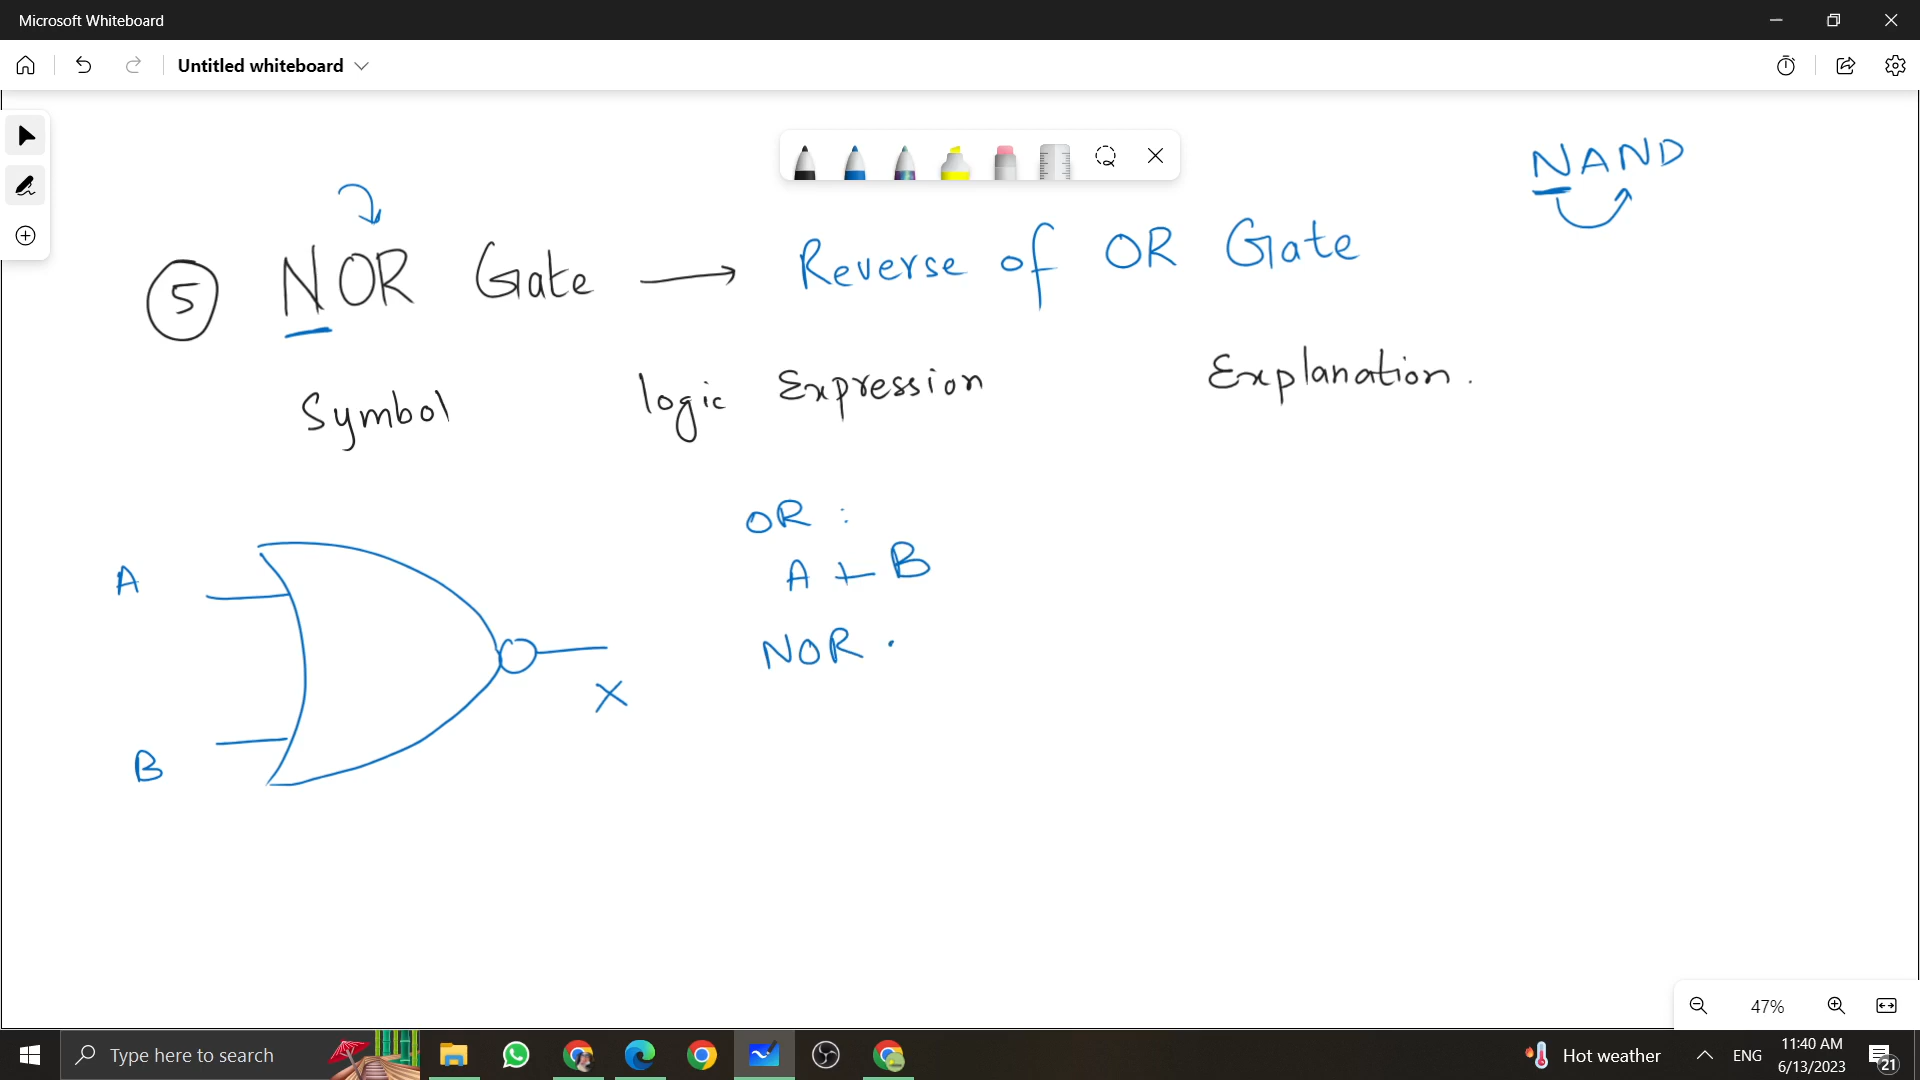 Microsoft Whiteboard
Untitled whiteboard
NAND
5 NOR Gate → Reverse of OR Gate
Symbol logic Expression Explanation.
OR :
A + B
NOR .
A
X
B
47%
Type here to search
Hot weather
ENG
11:40 AM
6/13/2023
21